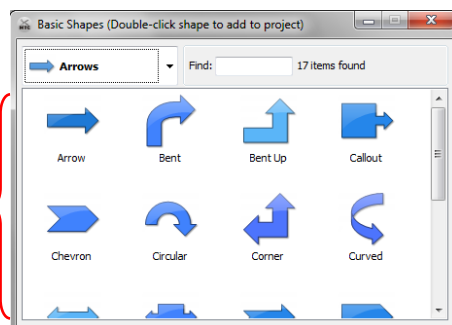 Basic Shapes (Double-click shape to add to project)
Arrows Find: 17 items found
Arrow Bent Bent Up Callout
Chevron Circular Corner Curved